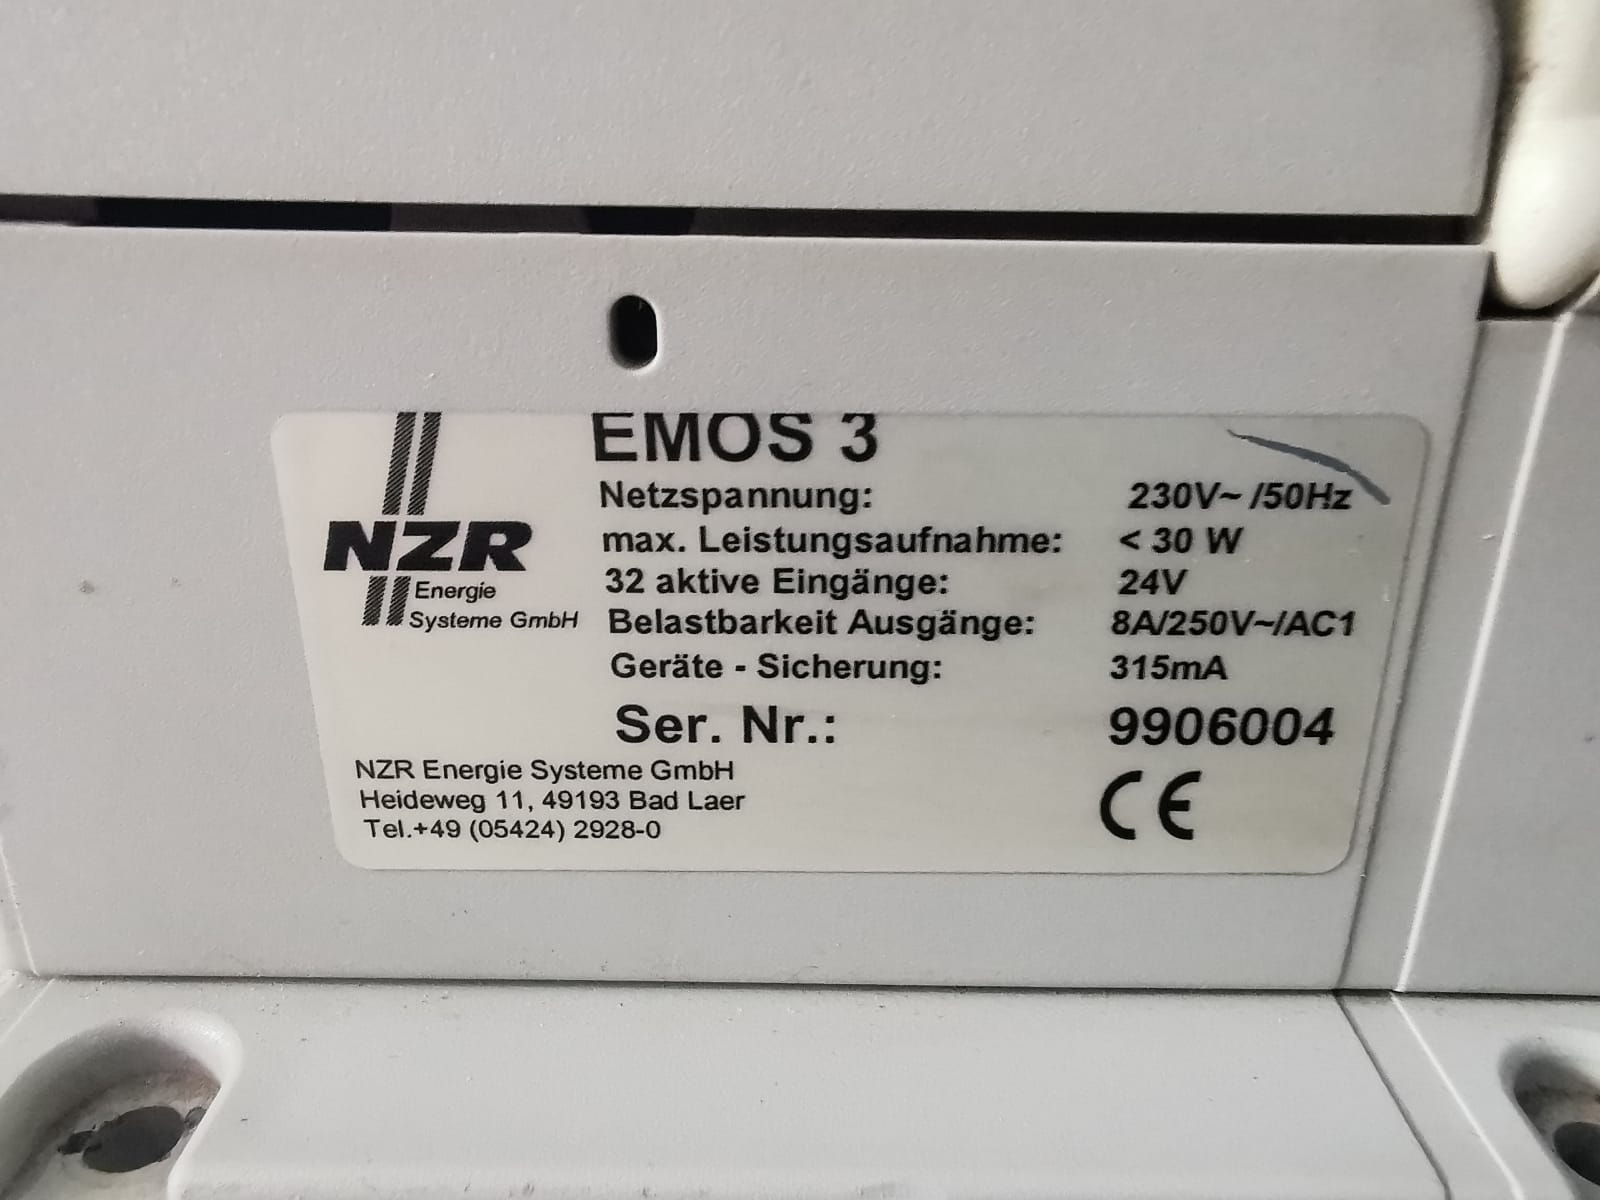 EMOS 3
NZR
Energie
Systeme GmbH
Netzspannung: 230V~ /50Hz
max. Leistungsaufnahme: < 30 W
32 aktive Eingänge: 24V
Belastbarkeit Ausgänge: 8A/250V~/AC1
Geräte - Sicherung: 315mA
Ser. Nr.: 9906004
NZR Energie Systeme GmbH
Heideweg 11, 49193 Bad Laer
Tel.+49 (05424) 2928-0
CE